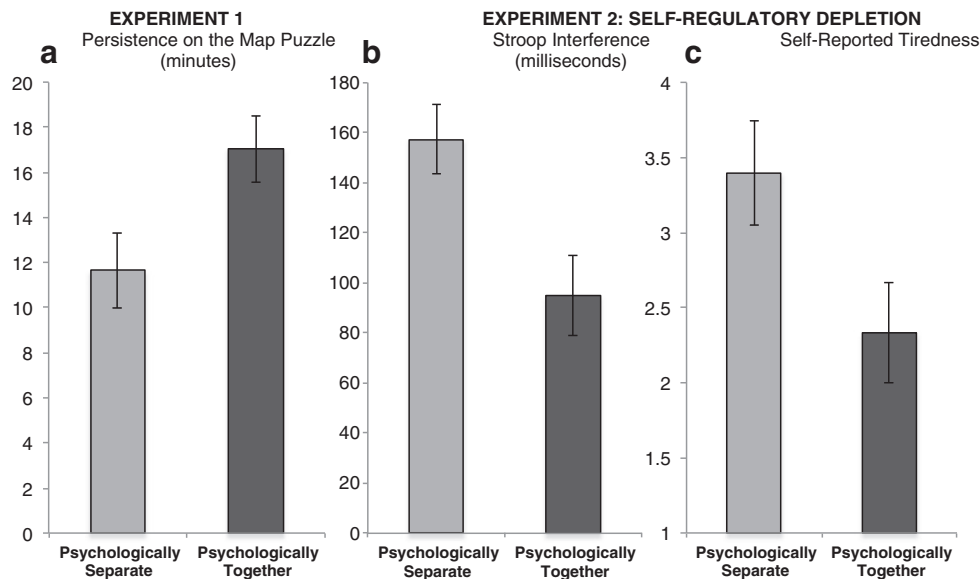 EXPERIMENT 1
EXPERIMENT 2: SELF-REGULATORY DEPLETION
a
Persistence on the Map Puzzle
(minutes)
b
Stroop Interference
(milliseconds)
c
Self-Reported Tiredness
20
18
16
14
12
10
8
6
4
2
0
Psychologically
Separate
Psychologically
Together
180
160
140
120
100
80
60
40
20
0
Psychologically
Separate
Psychologically
Together
4
3.5
3
2.5
2
1.5
1
Psychologically
Separate
Psychologically
Together